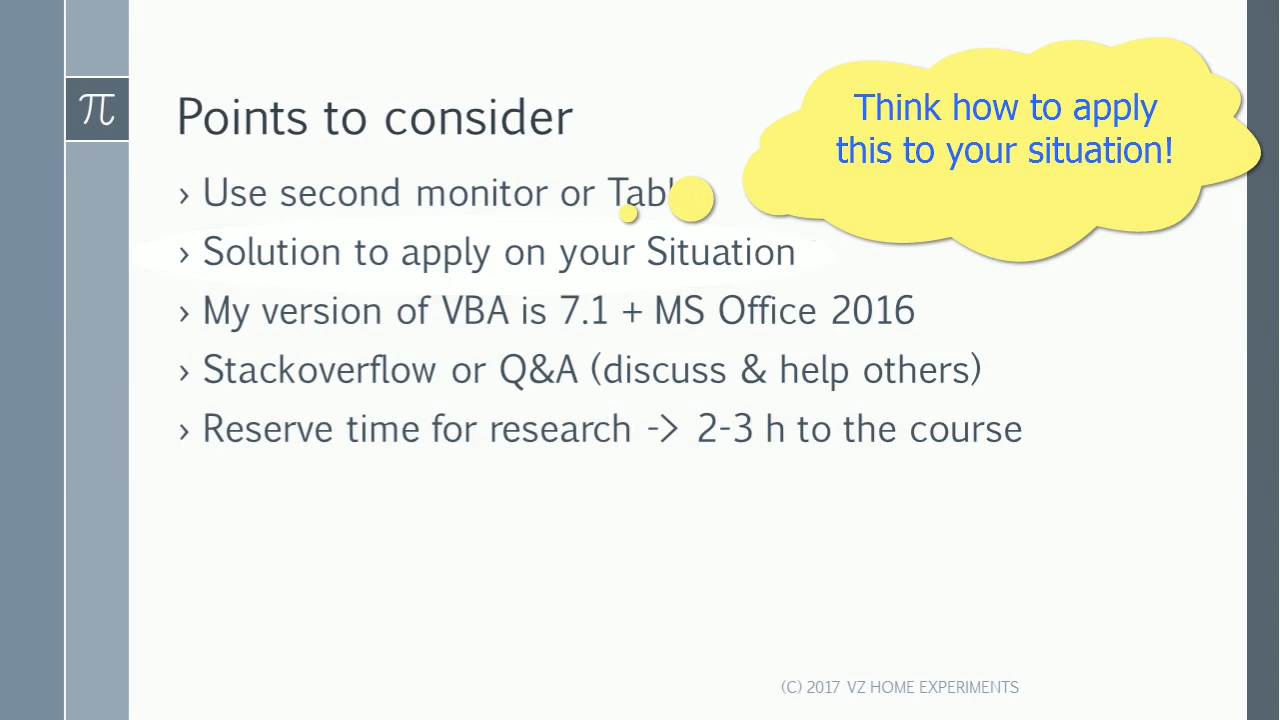 π
Points to consider
Think how to apply
this to your situation!
› Use second monitor or
› Solution to apply on your Situation
› My version of VBA is 7.1 + MS Office 2016
› Stackoverflow or Q&A (discuss & help others)
› Reserve time for research -> 2-3 h to the course
(C) 2017 VZ HOME EXPERIMENTS